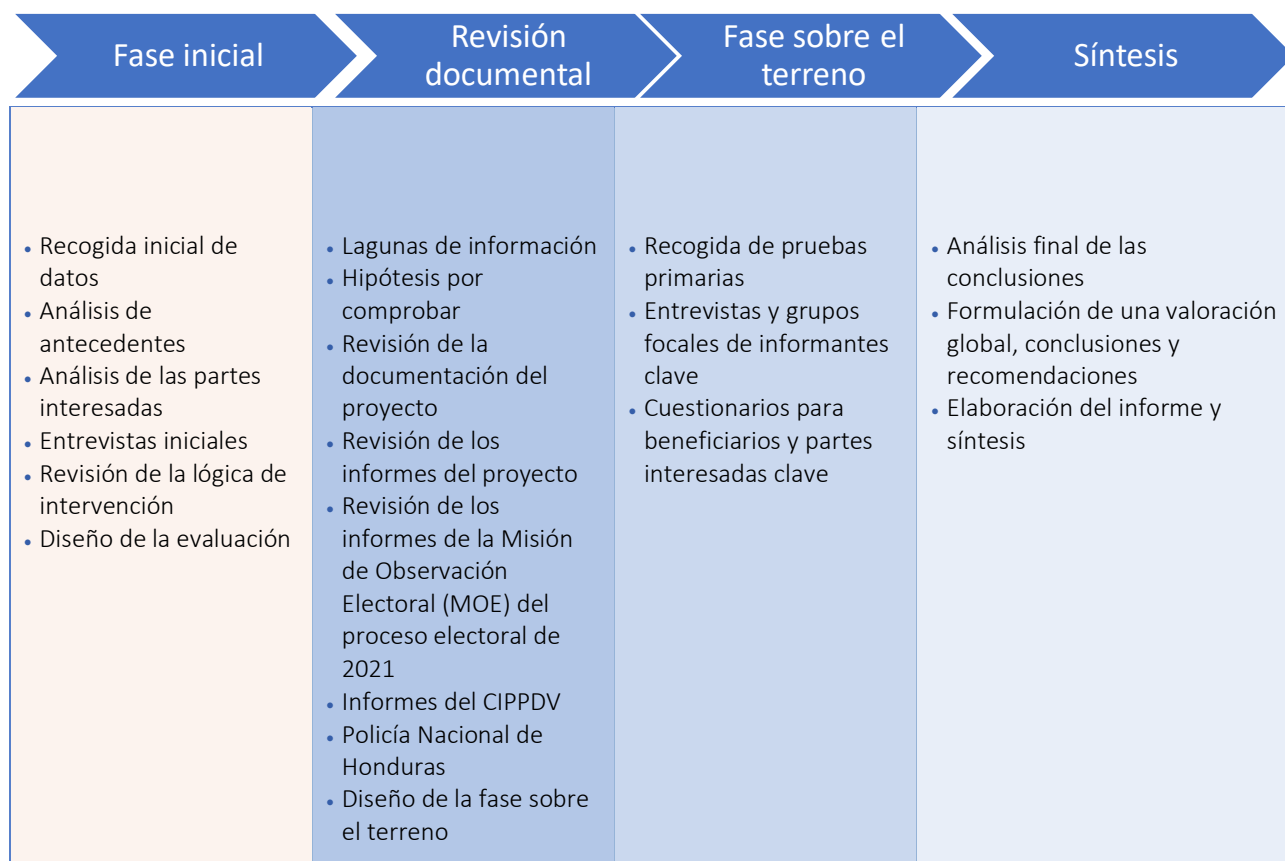 Fase inicial
Revisión
documental
Fase sobre el
terreno
Síntesis
• Recogida inicial de
datos
• Análisis de
antecedentes
• Análisis de las partes
interesadas
• Entrevistas iniciales
• Revisión de la lógica de
intervención
• Diseño de la evaluación
• Lagunas de información
• Hipótesis por
comprobar
• Revisión de la
documentación del
proyecto
• Revisión de los
informes del proyecto
• Revisión de los
informes de la Misión
de Observación
Electoral (MOE) del
proceso electoral de
2021
• Informes del CIPPDV
• Policía Nacional de
Honduras
• Diseño de la fase sobre
el terreno
• Recogida de pruebas
primarias
• Entrevistas y grupos
focales de informantes
clave
• Cuestionarios para
beneficiarios y partes
interesadas clave
• Análisis final de las
conclusiones
• Formulación de una valoración
global, conclusiones y
recomendaciones
• Elaboración del informe y
síntesis